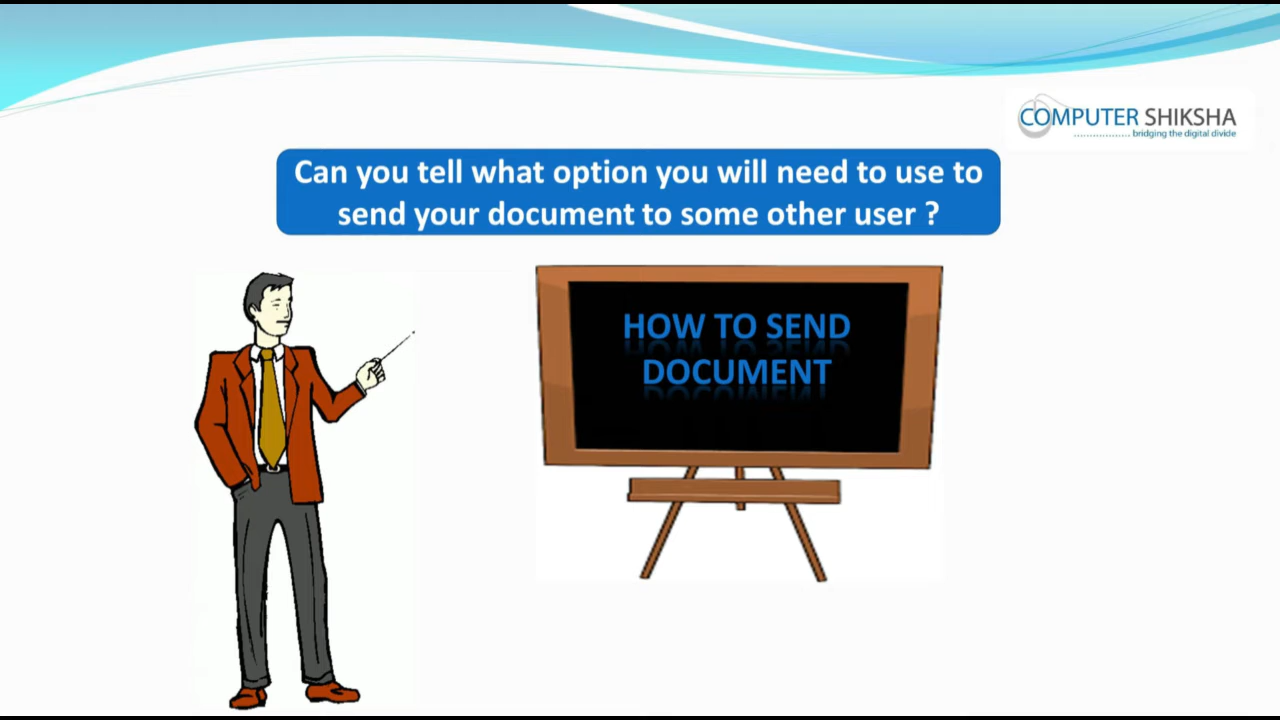 COMPUTER SHIKSHA
bridging the digital divide
Can you tell what option you will need to use to
send your document to some other user ?
HOW TO SEND
DOCUMENT